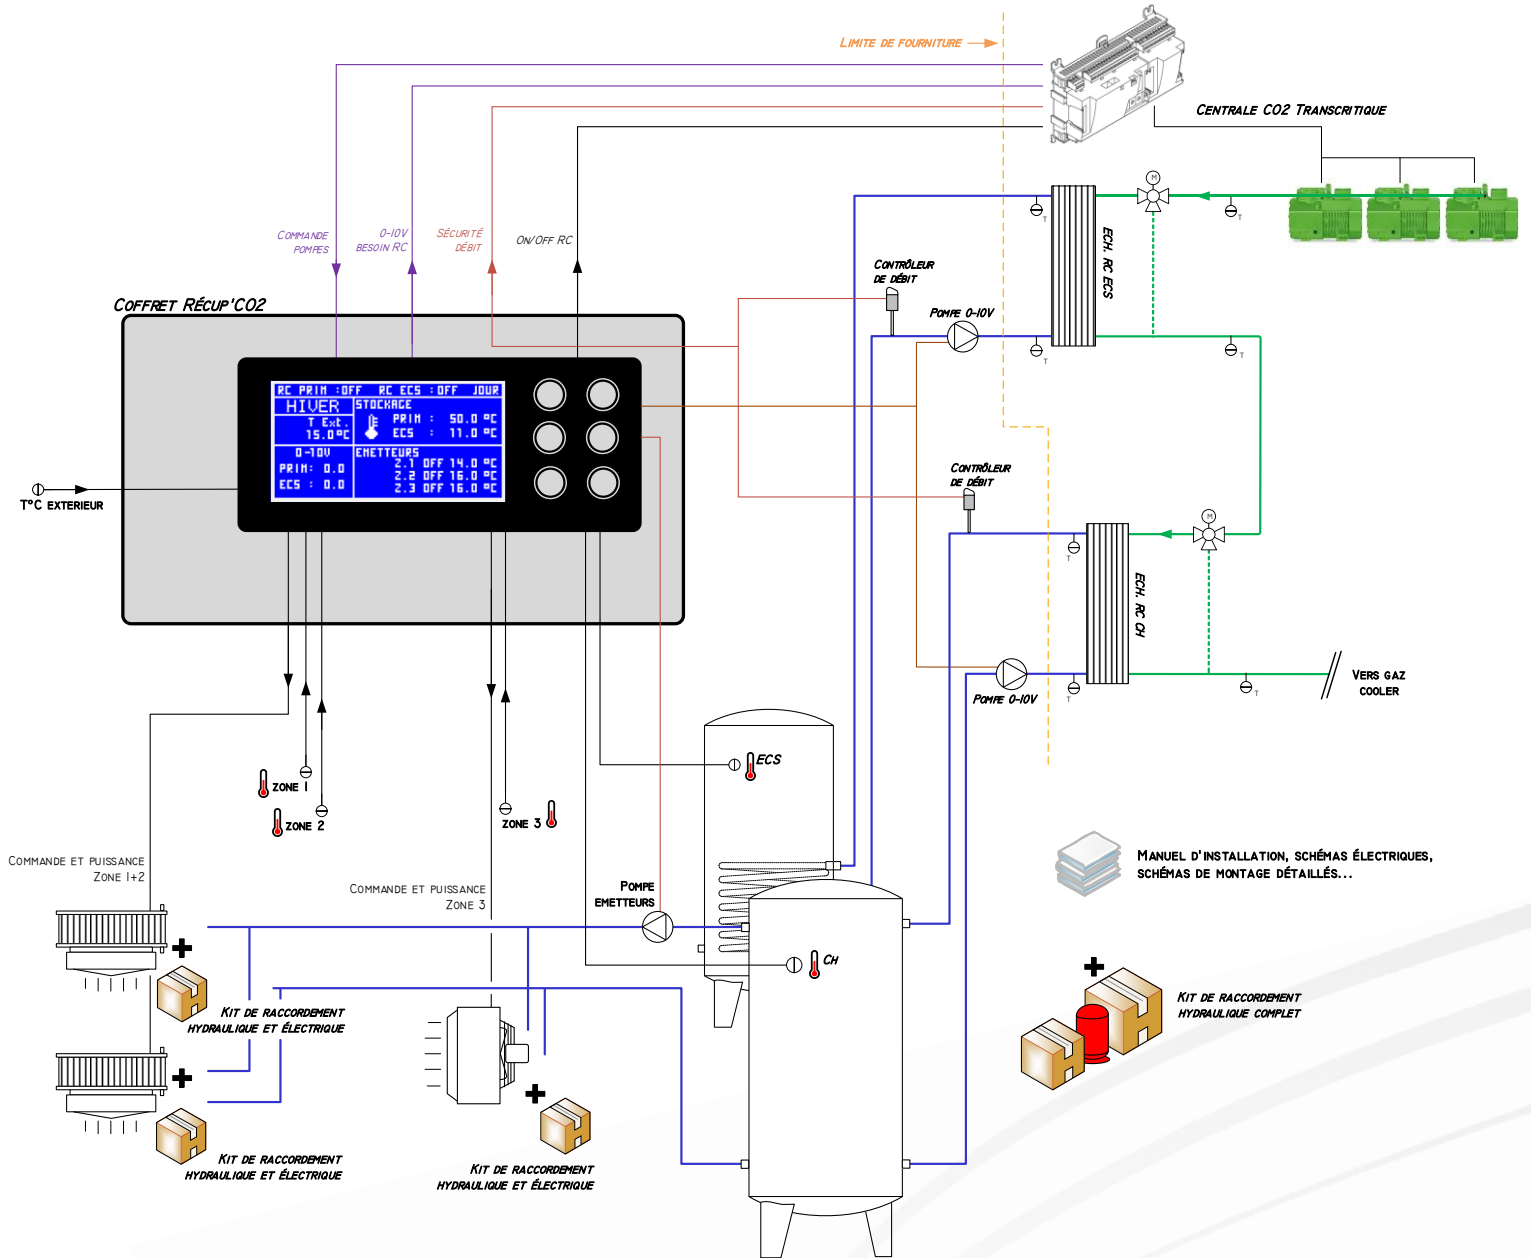 LIMITE DE FOURNITURE
CENTRALE CO2 TRANSCRITIQUE
COMMANDE
POMPES
0-10V
BESOIN RC
SÉCURITÉ
DÉBIT
ON/OFF RC
COFFRET RÉCUP'CO2
RC PRIM :OFF RC ECS :OFF JOUR
HIVER
T Ext.
15.0°C
STOCKAGE
PRIM : 50.0 °C
ECS : 11.0 °C
0-10V
PRIM: 0.0
ECS : 0.0
EMETTEURS
2.1 OFF 14.0 °C
2.2 OFF 16.0 °C
2.3 OFF 16.0 °C
T°C EXTERIEUR
CONTRÔLEUR
DE DÉBIT
POMPE 0-10V
M
T
T
T
T
ECH. RC ECS
CONTRÔLEUR
DE DÉBIT
M
T
T
T
ECH. RC CH
POMPE 0-10V
VERS GAZ
COOLER
ZONE 1
ZONE 2
ZONE 3
ECS
CH
COMMANDE ET PUISSANCE
ZONE 1+2
COMMANDE ET PUISSANCE
ZONE 3
POMPE
EMETTEURS
MANUEL D'INSTALLATION, SCHÉMAS ÉLECTRIQUES,
SCHÉMAS DE MONTAGE DÉTAILLÉS...
KIT DE RACCORDEMENT
HYDRAULIQUE ET ÉLECTRIQUE
KIT DE RACCORDEMENT
HYDRAULIQUE COMPLET
KIT DE RACCORDEMENT
HYDRAULIQUE ET ÉLECTRIQUE
KIT DE RACCORDEMENT
HYDRAULIQUE ET ÉLECTRIQUE